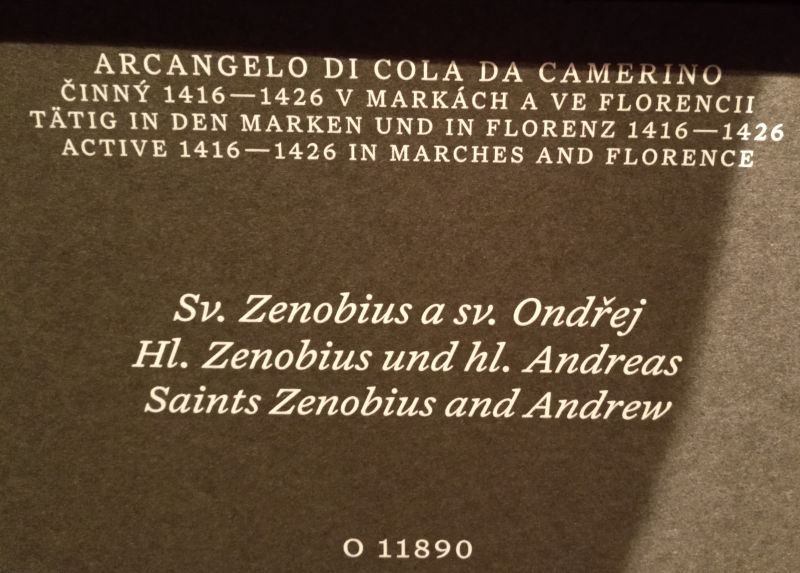 ARCANGELO DI COLA DA CAMERINO
ČINNÝ 1416—1426 V MARKÁCH A VE FLORENCII
TÄTIG IN DEN MARKEN UND IN FLORENZ 1416—1426
ACTIVE 1416—1426 IN MARCHES AND FLORENCE
Sv. Zenobius a sv. Ondřej
Hl. Zenobius und hl. Andreas
Saints Zenobius and Andrew
O 11890